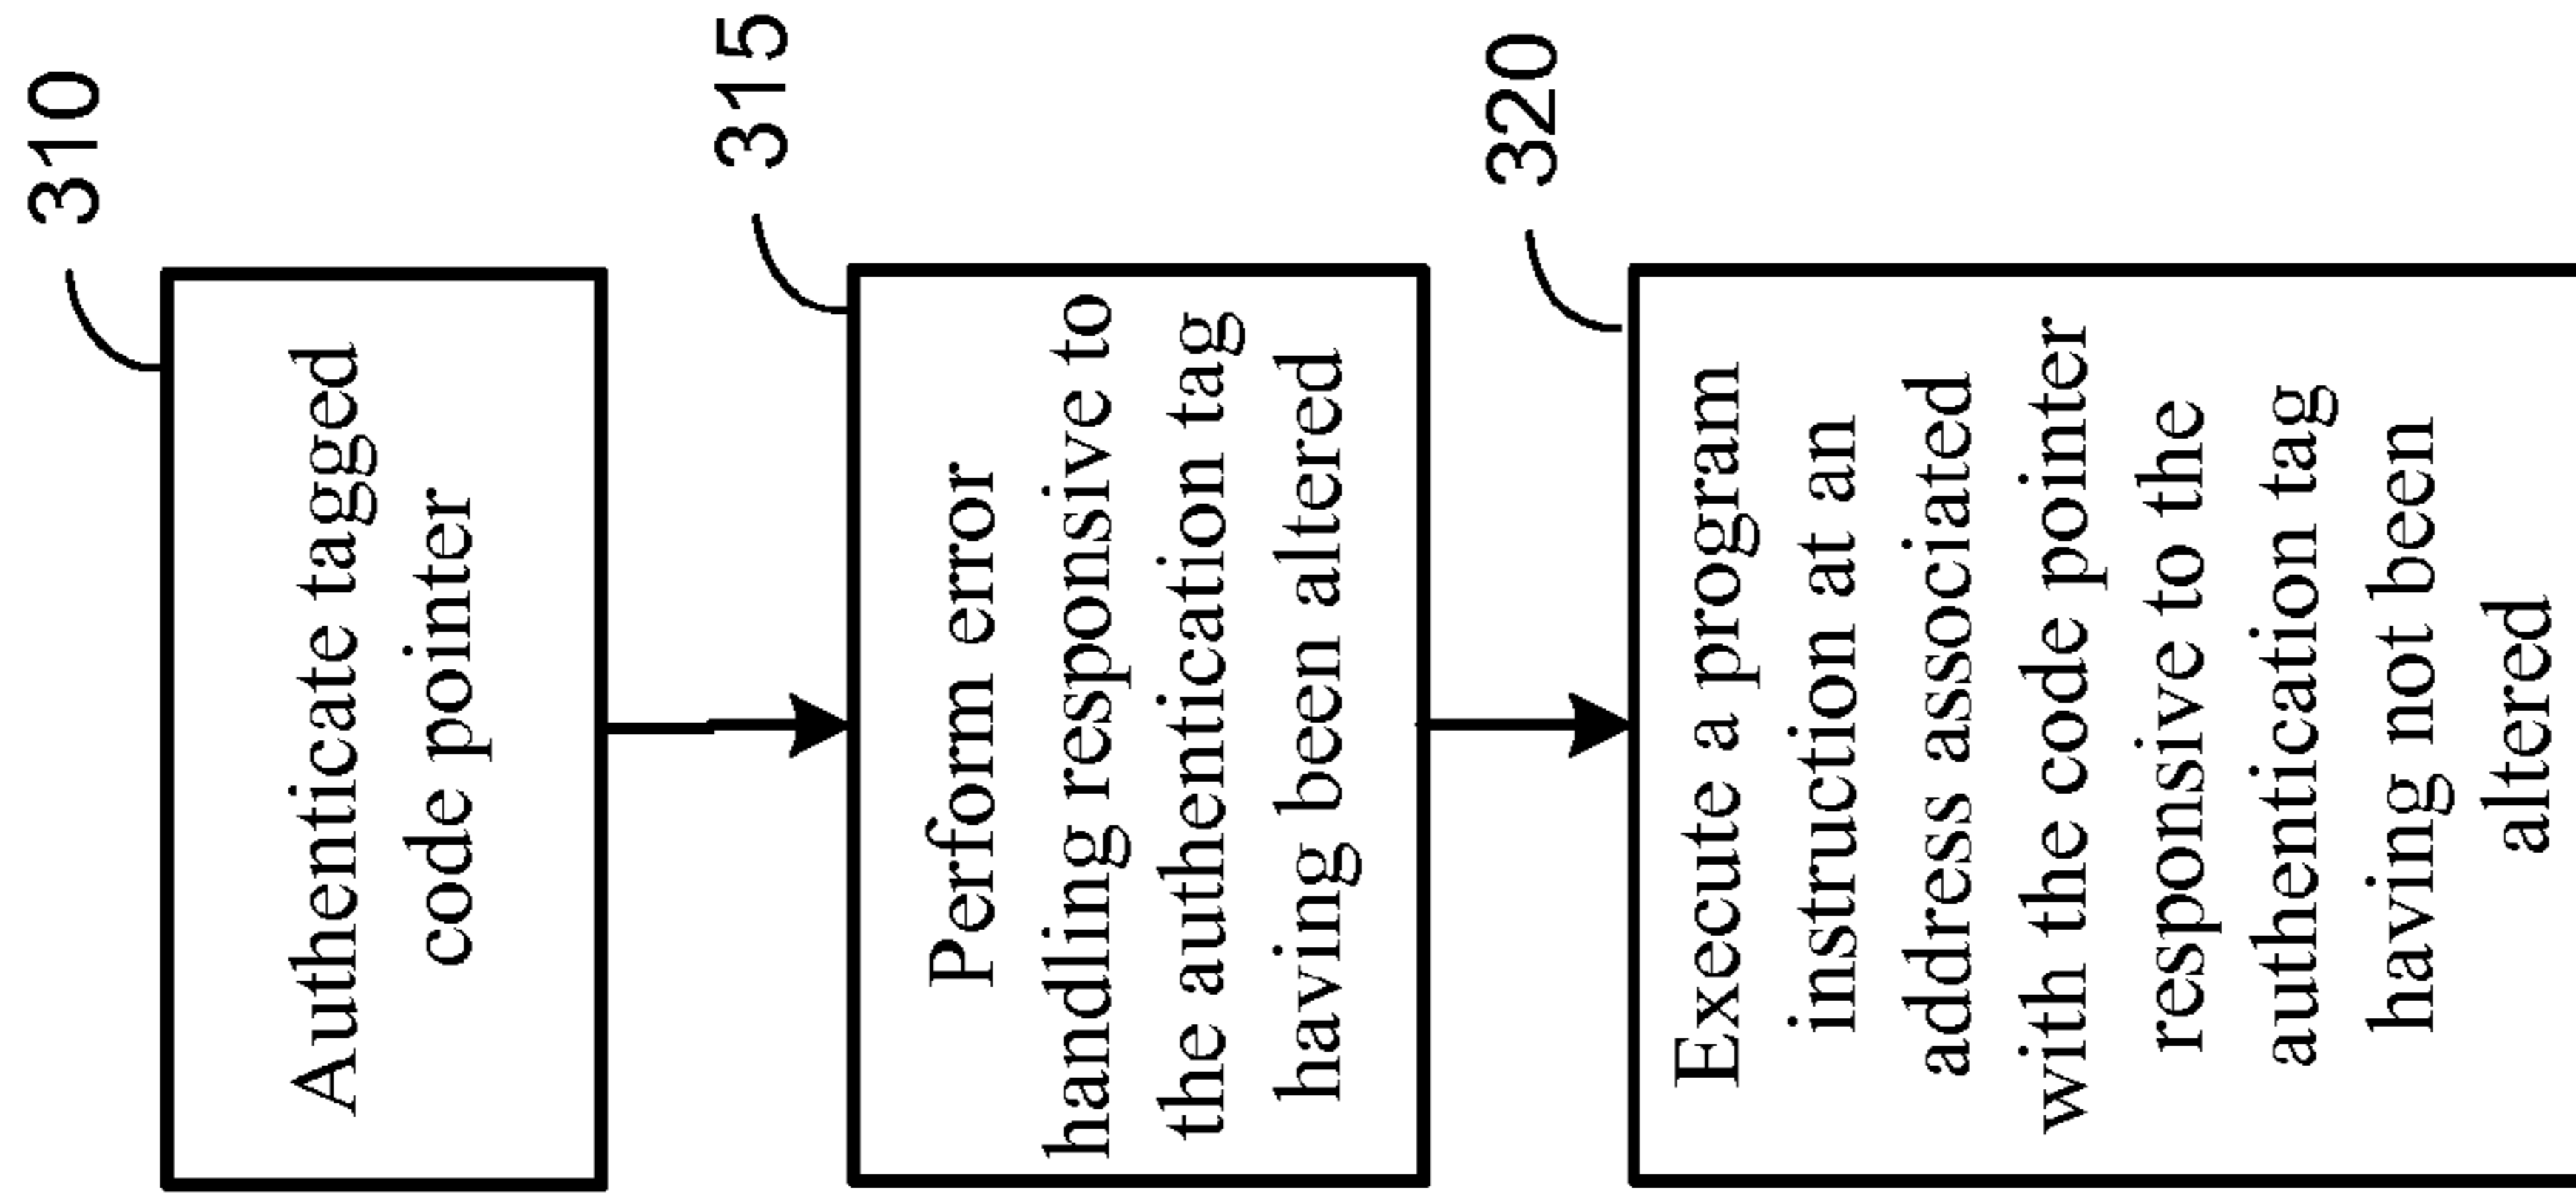 310
Authenticate tagged
code pointer
315
Perform error
handling responsive to
the authentication tag
having been altered
320
Execute a program
instruction at an
address associated
with the code pointer
responsive to the
authentication tag
having not been
altered